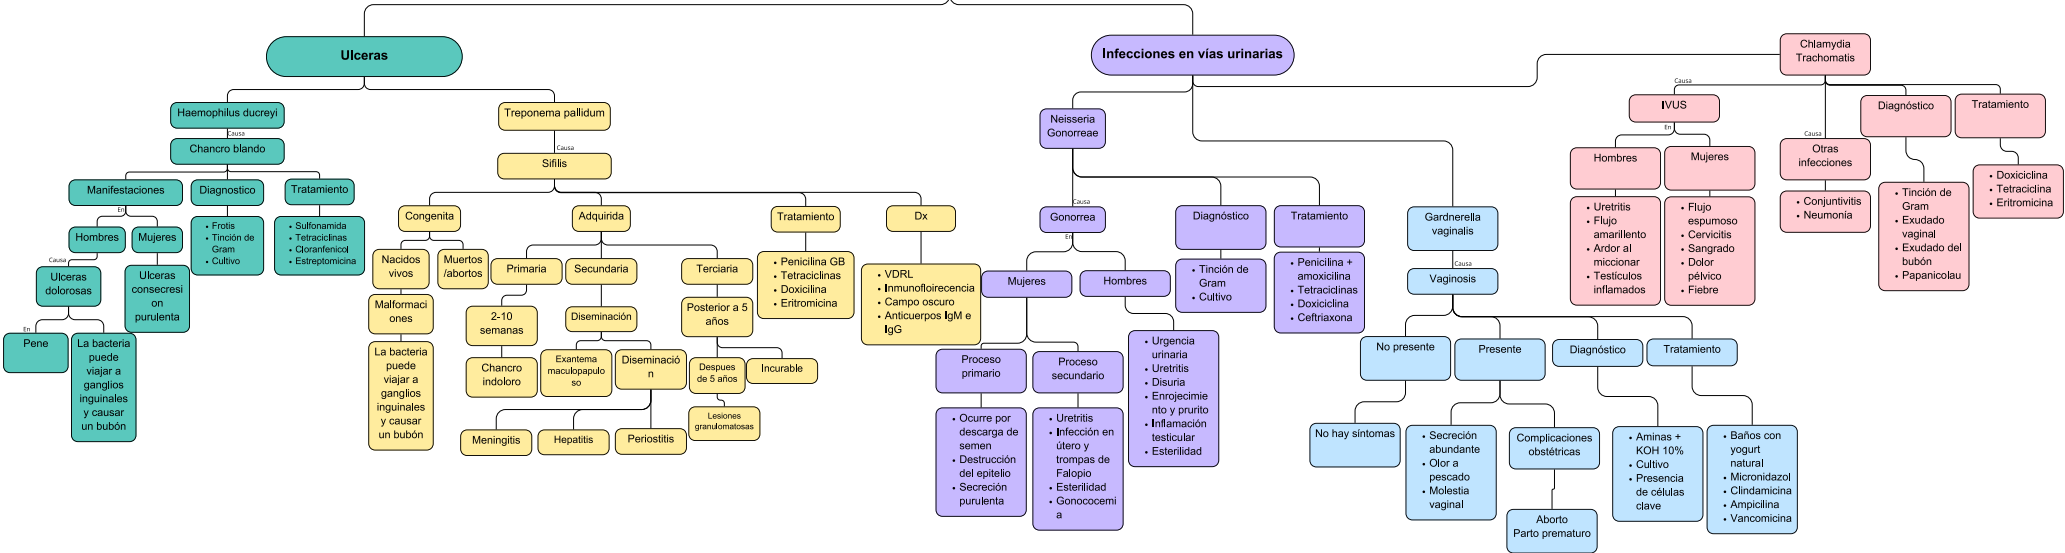 Ulceras
Infecciones en vías urinarias
Chlamydia
Trachomatis
Haemophilus ducreyi
Causa
Chancro blando
Manifestaciones
Diagnostico
Tratamiento
En
Hombres
Mujeres
• Frotis
• Tinción de
Gram
• Cultivo
• Sulfonamida
• Tetraciclinas
• Cloranfenicol
• Estreptomicina
Causa
Ulceras
dolorosas
Ulceras
consecresi
on
purulenta
En
Pene
La bacteria
puede
viajar a
ganglios
inguinales
y causar
un bubón
Treponema pallidum
Causa
Sifilis
Congenita
Adquirida
Tratamiento
Dx
Nacidos
vivos
Muertos
/abortos
Malformaci
ones
La bacteria
puede
viajar a
ganglios
inguinales
y causar
un bubón
Primaria
Secundaria
Terciaria
2-10
semanas
Chancro
indoloro
Diseminación
Exantema
maculopapulo
so
Diseminació
n
Meningitis
Hepatitis
Periostitis
Posterior a 5
años
Despues
de 5 años
Incurable
Lesiones
granulomatosas
• Penicilina GB
• Tetraciclinas
• Doxicilina
• Eritromicina
• VDRL
• Inmunofloirecencia
• Campo oscuro
• Anticuerpos IgM e
IgG
Neisseria
Gonorreae
Causa
Gonorrea
Diagnóstico
Tratamiento
En
Mujeres
Hombres
• Tinción de
Gram
• Cultivo
• Penicilina +
amoxicilina
• Tetraciclinas
• Doxiciclina
• Ceftriaxona
Proceso
primario
Proceso
secundario
• Ocurre por
descarga de
semen
• Destrucción
del epitelio
• Secreción
purulenta
• Uretritis
• Infección en
útero y
trompas de
Falopio
• Esterilidad
• Gonococemi
a
• Urgencia
urinaria
• Uretritis
• Disuria
• Enrojecimie
nto y prurito
• Inflamación
testicular
• Esterilidad
Gardnerella
vaginalis
Causa
Vaginosis
No presente
Presente
Diagnóstico
Tratamiento
No hay síntomas
• Secreción
abundante
• Olor a
pescado
• Molestia
vaginal
Complicaciones
obstétricas
Aborto
Parto prematuro
• Aminas +
KOH 10%
• Cultivo
• Presencia
de células
clave
• Baños con
yogurt
natural
• Micronidazol
• Clindamicina
• Ampicilina
• Vancomicina
Causa
IVUS
Diagnóstico
Tratamiento
En
Hombres
Mujeres
Causa
Otras
infecciones
• Uretritis
• Flujo
amarillento
• Ardor al
miccionar
• Testículos
inflamados
• Flujo
espumoso
• Cervicitis
• Sangrado
• Dolor
pélvico
• Fiebre
• Conjuntivitis
• Neumonía
• Tinción de
Gram
• Exudado
vaginal
• Exudado del
bubón
• Papanicolau
• Doxiciclina
• Tetraciclina
• Eritromicina